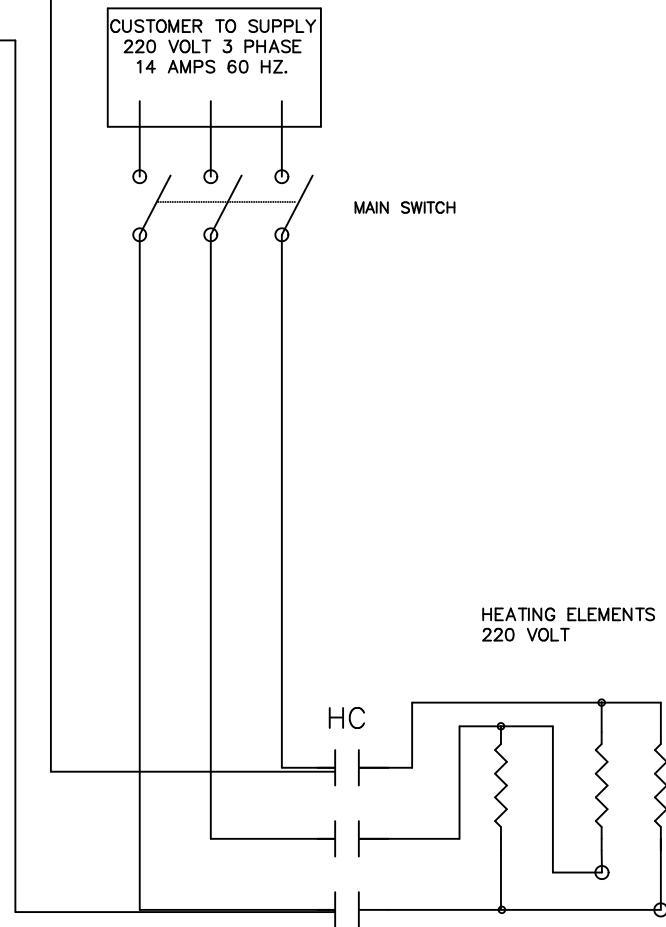 CUSTOMER TO SUPPLY
220 VOLT 3 PHASE
14 AMPS 60 HZ.
MAIN SWITCH
HEATING ELEMENTS
220 VOLT
HC